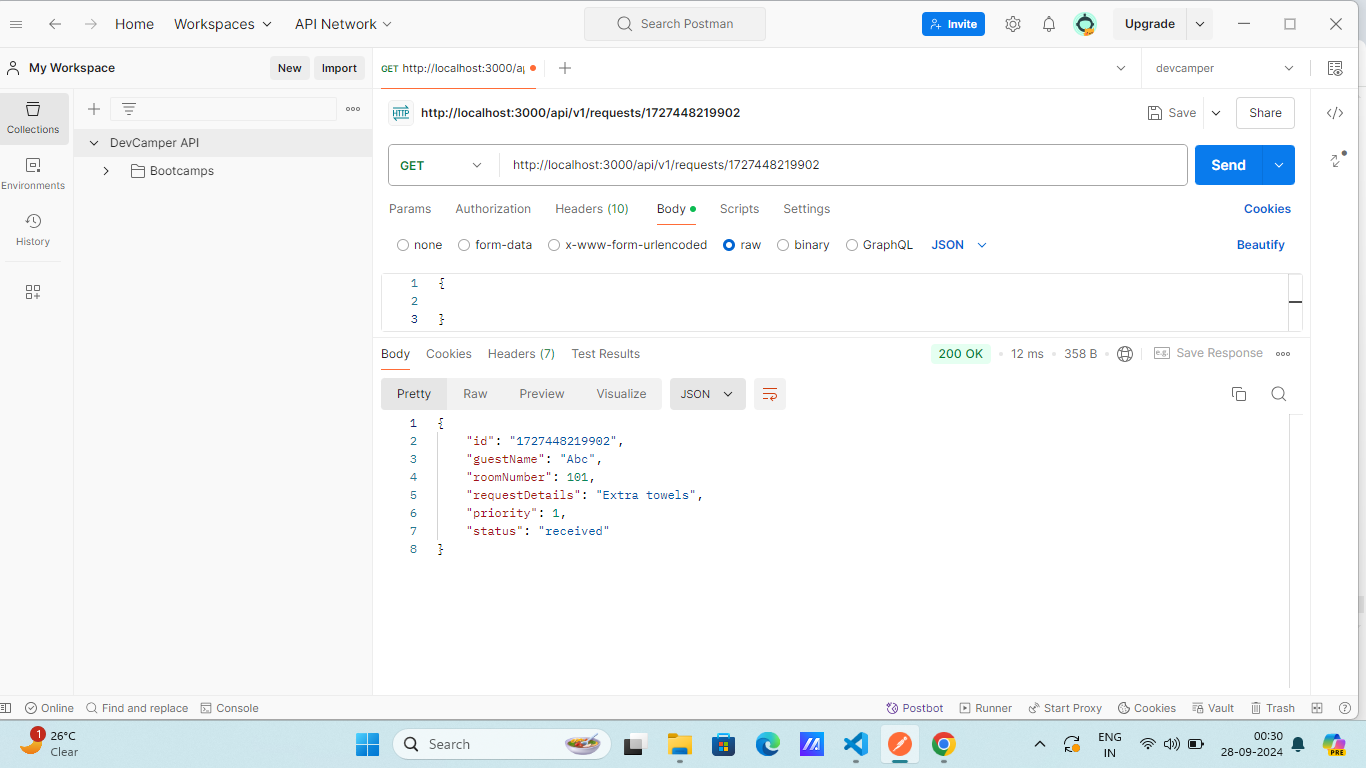 Home Workspaces API Network Search Postman Invite Upgrade
My Workspace New Import GET http://localhost:3000/a devcamper
Collections
Environments
History
DevCamper API
Bootcamps
HTTP http://localhost:3000/api/v1/requests/1727448219902 Save Share
GET http://localhost:3000/api/v1/requests/1727448219902 Send
Params Authorization Headers (10) Body Scripts Settings Cookies
none form-data x-www-form-urlencoded raw binary GraphQL JSON Beautify
1 {
2
3 }
Body Cookies Headers (7) Test Results 200 OK 12 ms 358 B e.g. Save Response
Pretty Raw Preview Visualize JSON
1 {
2 "id": "1727448219902",
3 "guestName": "Abc",
4 "roomNumber": 101,
5 "requestDetails": "Extra towels",
6 "priority": 1,
7 "status": "received"
8 }
Online Find and replace Console Postbot Runner Start Proxy Cookies Vault Trash
1 26°C
Clear
Search
ENG
IN
00:30
28-09-2024
PRE